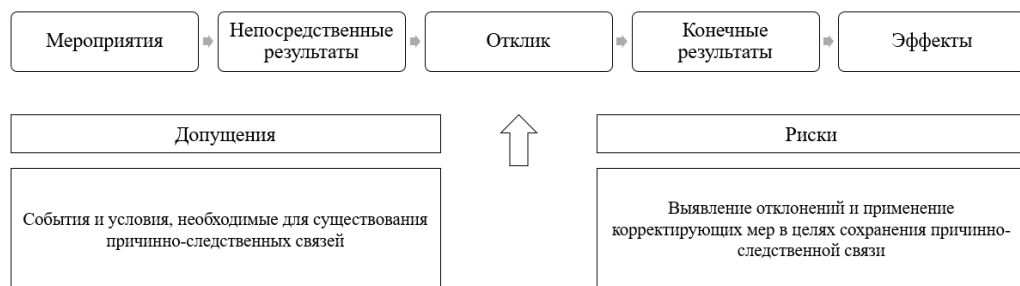 Мероприятия
Непосредственные
результаты
Отклик
Конечные
результаты
Эффекты
Допущения
Риски
События и условия, необходимые для существования
причинно-следственных связей
Выявление отклонений и применение
корректирующих мер в целях сохранения причинно-
следственной связи